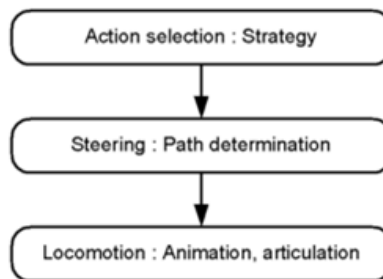 Action selection : Strategy
Steering : Path determination
Locomotion : Animation, articulation